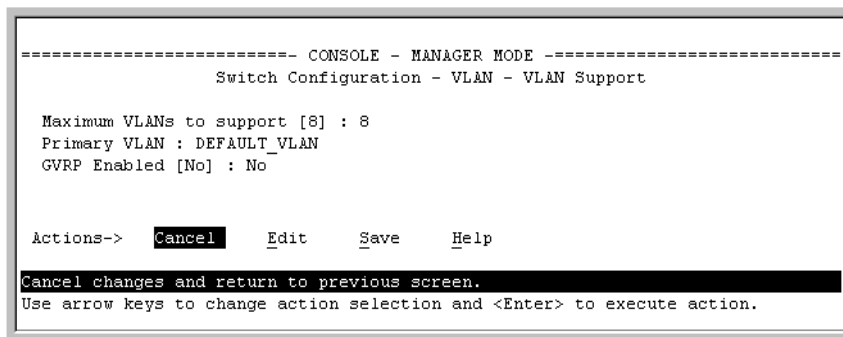 ===========================- CONSOLE - MANAGER MODE -============================
Switch Configuration - VLAN - VLAN Support
Maximum VLANs to support [8] : 8
Primary VLAN : DEFAULT_VLAN
GVRP Enabled [No] : No
Actions-> Cancel Edit Save Help
Cancel changes and return to previous screen.
Use arrow keys to change action selection and <Enter> to execute action.